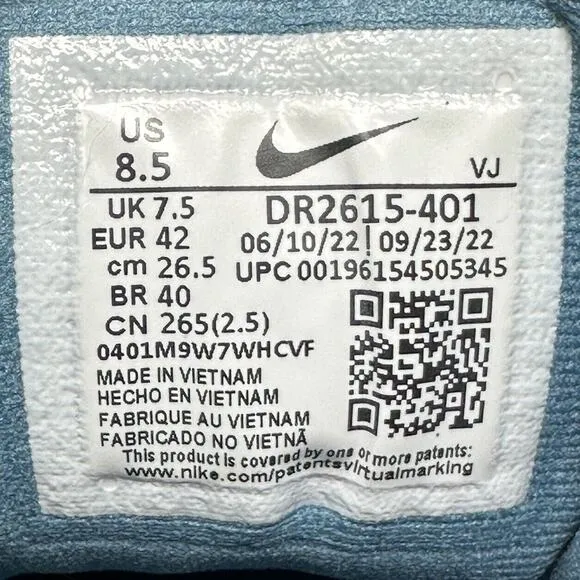 US
8.5
VJ
UK 7.5
DR2615-401
EUR 42
06/10/22 | 09/23/22
cm 26.5
UPC 00196154505345
BR 40
CN 265(2.5)
0401M9W7WHCVF
MADE IN VIETNAM
HECHO EN VIETNAM
FABRIQUE AU VIETNAM
FABRICADO NO VIETNÃ
This product is covered by one or more patents:
www.nike.com/patentsvirtualmarking